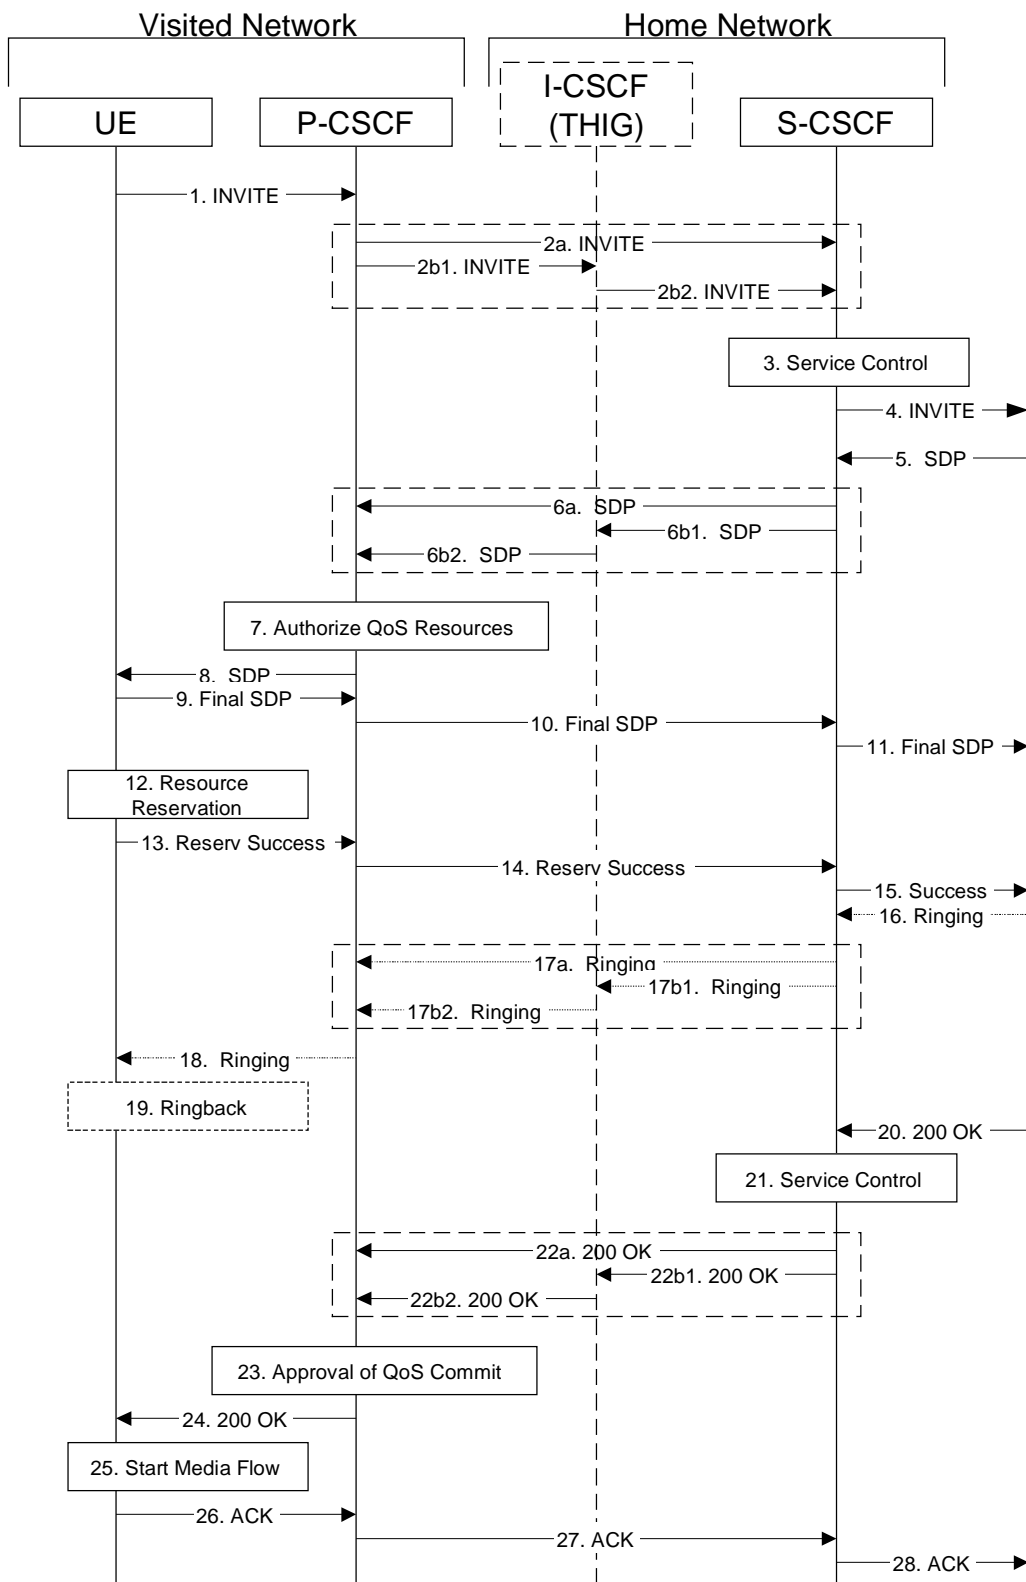 Visited Network
Home Network
UE
P-CSCF
I-CSCF
(THIG)
S-CSCF
1. INVITE
2a. INVITE
2b1. INVITE
2b2. INVITE
3. Service Control
4. INVITE
5. SDP
6a. SDP
6b1. SDP
6b2. SDP
7. Authorize QoS Resources
8. SDP
9. Final SDP
10. Final SDP
11. Final SDP
12. Resource
Reservation
13. Reserv Success
14. Reserv Success
15. Success
16. Ringing
17a. Ringing
17b1. Ringing
17b2. Ringing
18. Ringing
19. Ringback
20. 200 OK
21. Service Control
22a. 200 OK
22b1. 200 OK
22b2. 200 OK
23. Approval of QoS Commit
24. 200 OK
25. Start Media Flow
26. ACK
27. ACK
28. ACK